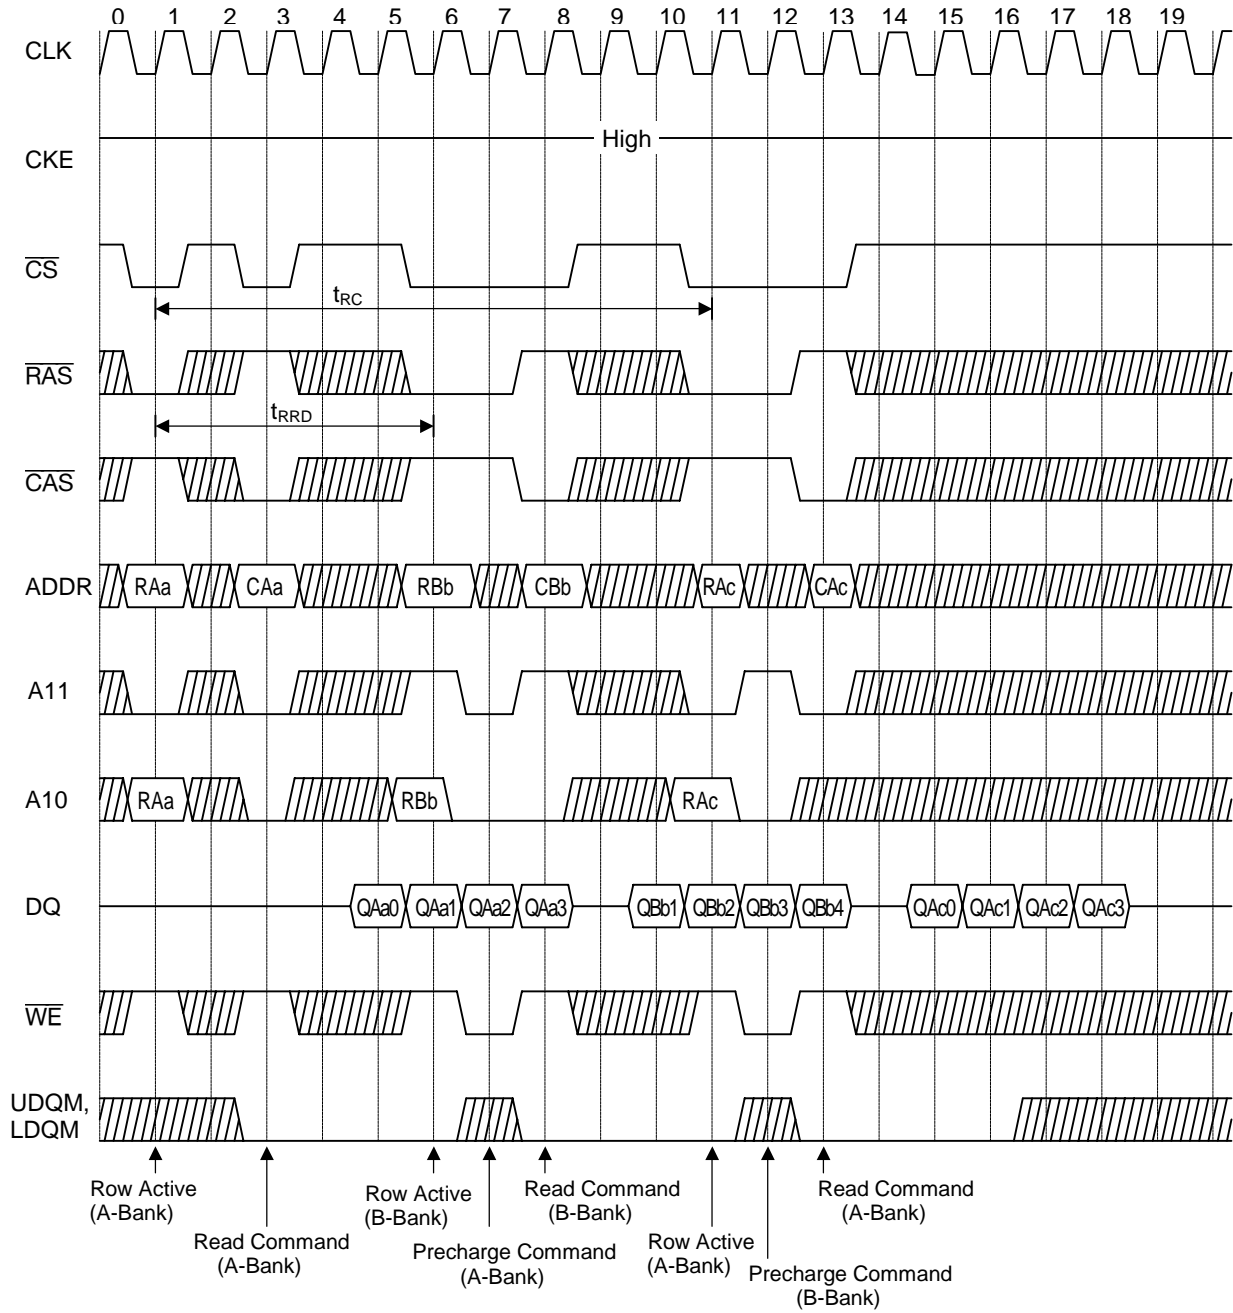 0 1 2 3 4 5 6 7 8 9 10 11 12 13 14 15 16 17 18 19
CLK
High
CKE
CS
tRC
RAS
tRRD
CAS
ADDR RAa CAa RBb CBb RAc CAc
A11
A10 RAa RBb RAc
DQ QAa0 QAa1 QAa2 QAa3 QBb1 QBb2 QBb3 QBb4 QAc0 QAc1 QAc2 QAc3
WE
UDQM,
LDQM
Row Active
(A-Bank)
Read Command
(A-Bank)
Row Active
(B-Bank)
Precharge Command
(A-Bank)
Read Command
(B-Bank)
Row Active
(A-Bank)
Precharge Command
(B-Bank)
Read Command
(A-Bank)